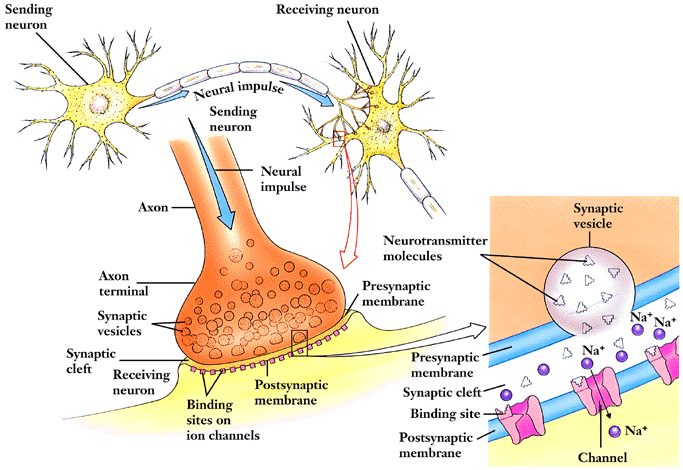 Sending
neuron
Receiving neuron
Neural impulse
Sending
neuron
Neural
impulse
Axon
Axon
terminal
Synaptic
vesicles
Synaptic
cleft
Receiving
neuron
Binding
sites on
ion channels
Postsynaptic
membrane
Presynaptic
membrane
Synaptic
vesicle
Neurotransmitter
molecules
Na+
Na+
Na+
Presynaptic
membrane
Synaptic cleft
Binding site
Postsynaptic
membrane
Na+
Channel